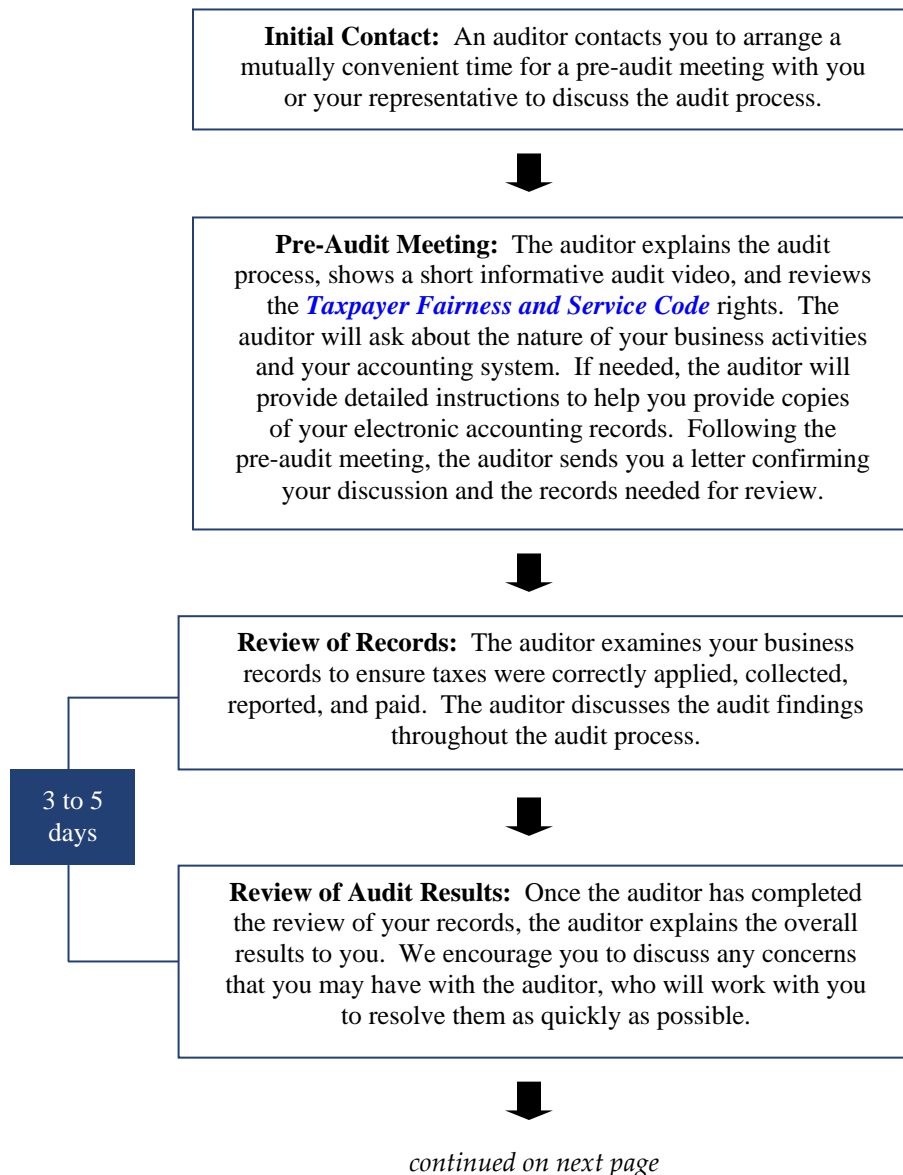 Initial Contact: An auditor contacts you to arrange a
mutually convenient time for a pre-audit meeting with you
or your representative to discuss the audit process.
Pre-Audit Meeting: The auditor explains the audit
process, shows a short informative audit video, and reviews
the Taxpayer Fairness and Service Code rights. The
auditor will ask about the nature of your business activities
and your accounting system. If needed, the auditor will
provide detailed instructions to help you provide copies
of your electronic accounting records. Following the
pre-audit meeting, the auditor sends you a letter confirming
your discussion and the records needed for review.
Review of Records: The auditor examines your business
records to ensure taxes were correctly applied, collected,
reported, and paid. The auditor discusses the audit findings
throughout the audit process.
3 to 5
days
Review of Audit Results: Once the auditor has completed
the review of your records, the auditor explains the overall
results to you. We encourage you to discuss any concerns
that you may have with the auditor, who will work with you
to resolve them as quickly as possible.
continued on next page